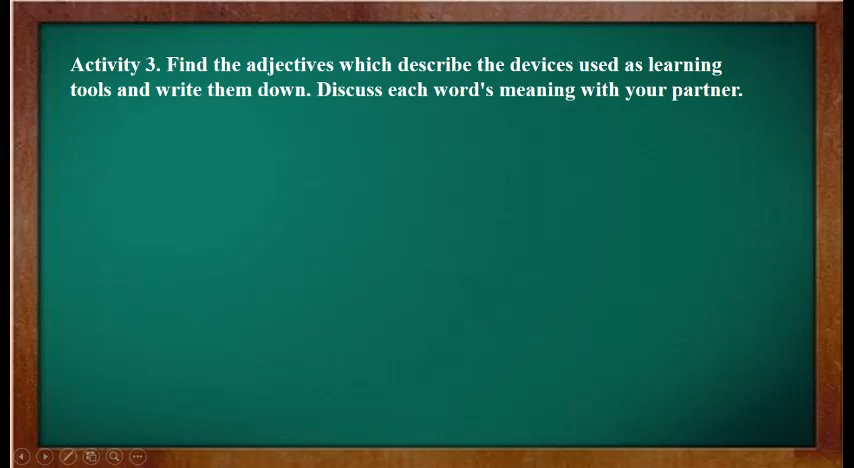 Activity 3. Find the adjectives which describe the devices used as learning
tools and write them down. Discuss each word's meaning with your partner.